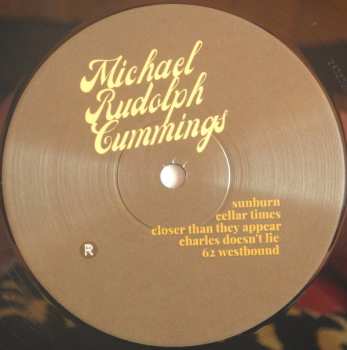 Michael
Rudolph
Cummings
sunburn
cellar times
closer than they appear
charles doesn't lie
62 westbound
R